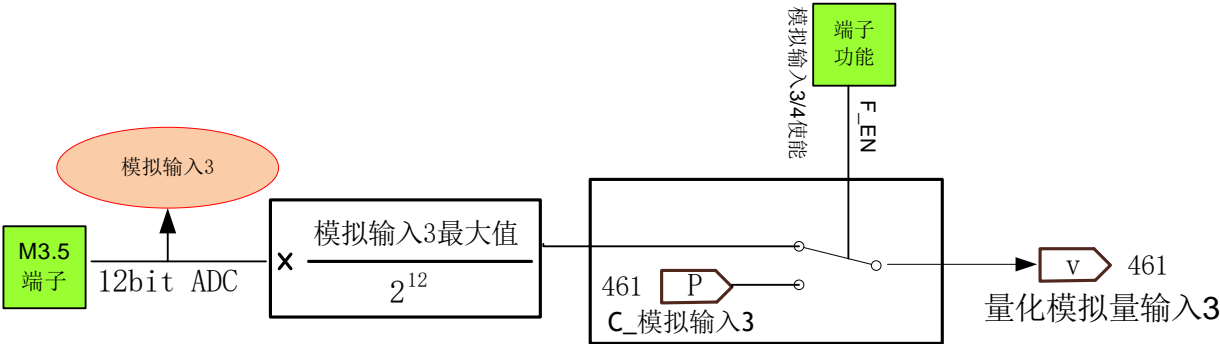 端子
功能
模拟输入3/4使能
F_EN
模拟输入3
M3.5
端子
12bit ADC
×
模拟输入3最大值
2^12
461 P
C_模拟输入3
v 461
量化模拟量输入3